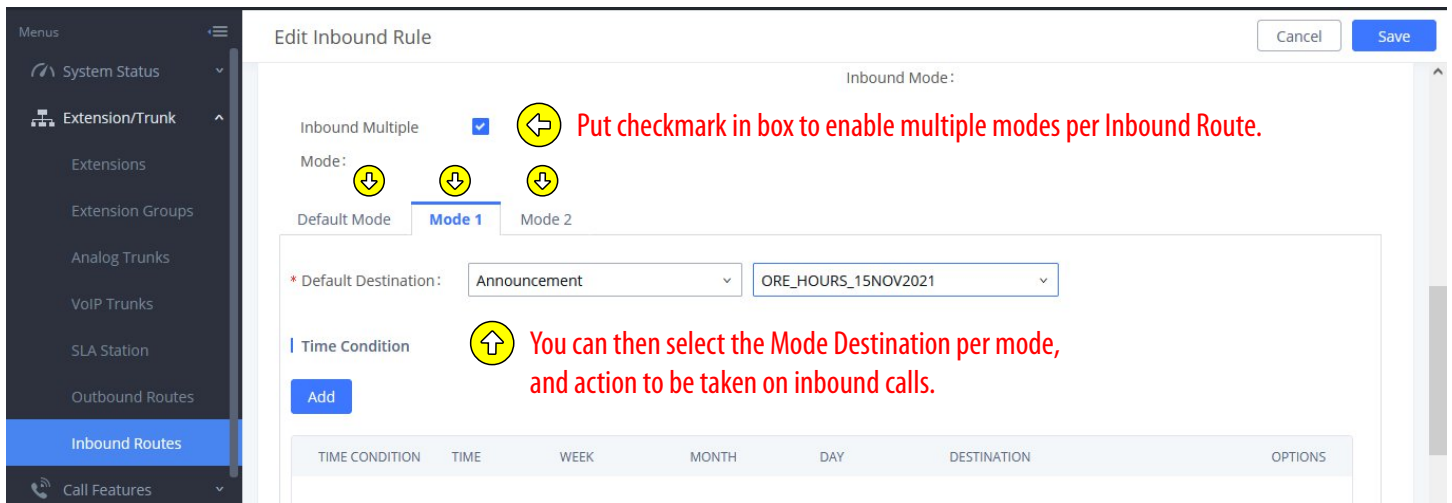 Menus
Edit Inbound Rule
Cancel
Save
System Status
Inbound Mode:
Extension/Trunk
Inbound Multiple
Mode:
Put checkmark in box to enable multiple modes per Inbound Route.
Extensions
Extension Groups
Default Mode
Mode 1
Mode 2
Analog Trunks
* Default Destination:
Announcement
ORE_HOURS_15NOV2021
VoIP Trunks
SLA Station
Time Condition
You can then select the Mode Destination per mode,
and action to be taken on inbound calls.
Outbound Routes
Add
Inbound Routes
TIME CONDITION
TIME
WEEK
MONTH
DAY
DESTINATION
OPTIONS
Call Features